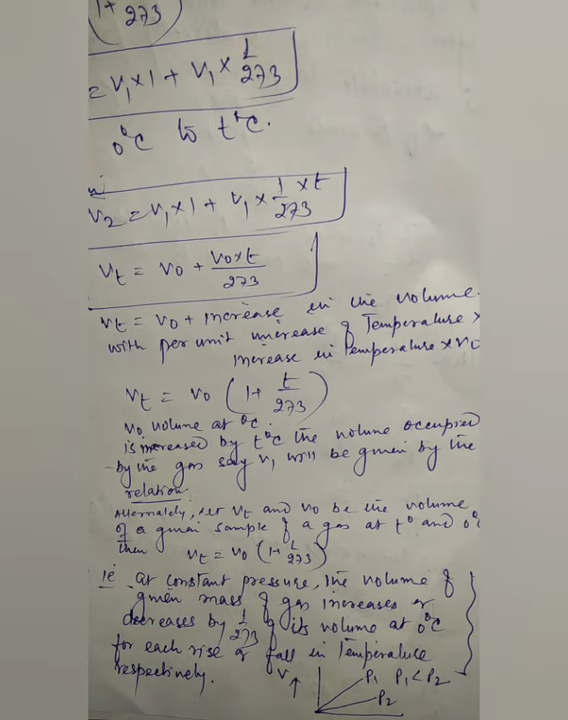 1+
273
= V₁×1 + V₁× 1/273
0°C to t°C.
V₂ = V₁×1 + V₁× 1/273 ×t
Vt = V0 + V0×t/273
Vt = V0 + increase in the volume.
with per unit increase of Temperature ×
increase in temperature × V0
Vt = V0 (1+ t/273)
V0 volume at 0°C.
is increased by t°C the volume occupied
by the gas say V₁ will be given by the
relation.
Alternately, let Vt and V0 be the volume
of a given sample of a gas at t° and 0°C
then
Vt = V0 (1+ t/273)
ie at constant pressure, the volume of
given mass of gas increases or
decreases by 1/273 of its volume at 0°C
for each rise or fall in Temperature
respectively.
V ↑ P₁ P₁<P₂
P₂